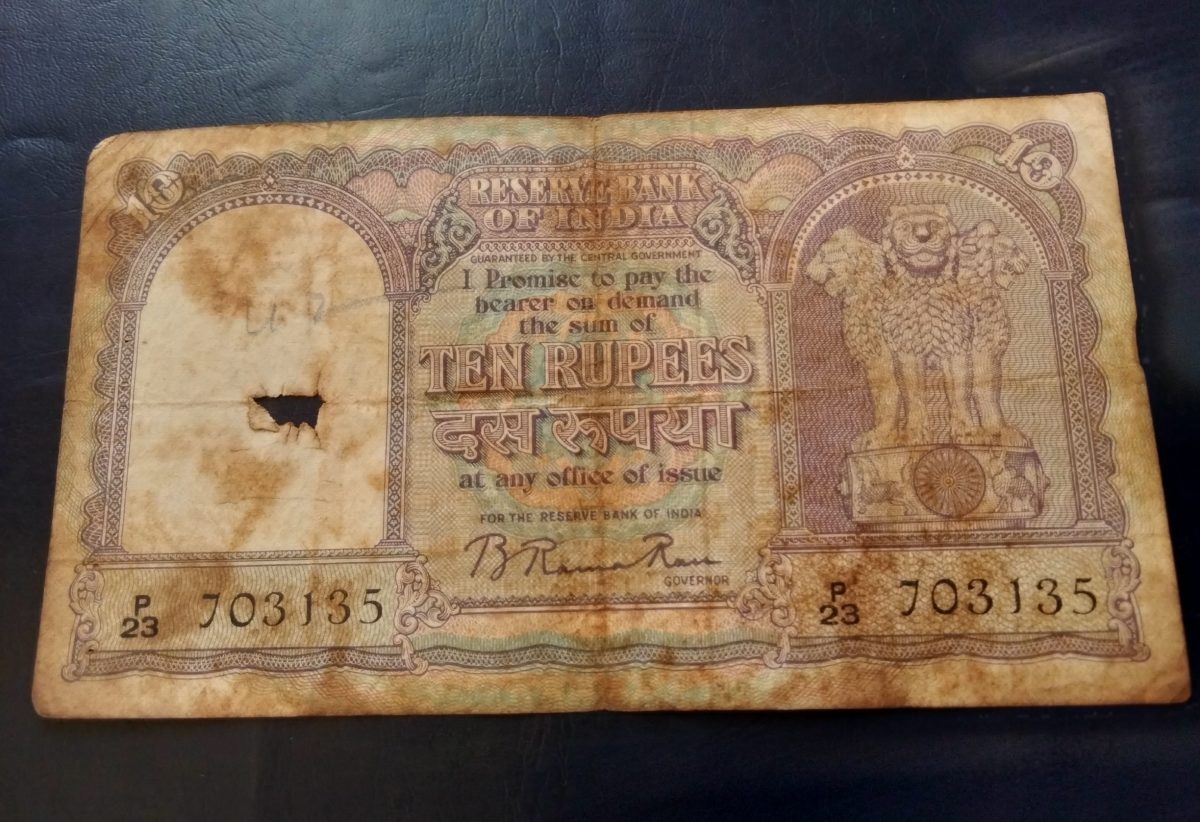 10
10
RESERVE BANK
OF INDIA
GUARANTEED BY THE CENTRAL GOVERNMENT
I Promise to pay the
bearer on demand
the sum of
TEN RUPEES
दस रूपया
at any office of issue
FOR THE RESERVE BANK OF INDIA
B Rama Rau
GOVERNOR
P
23 703135
P
23 703135